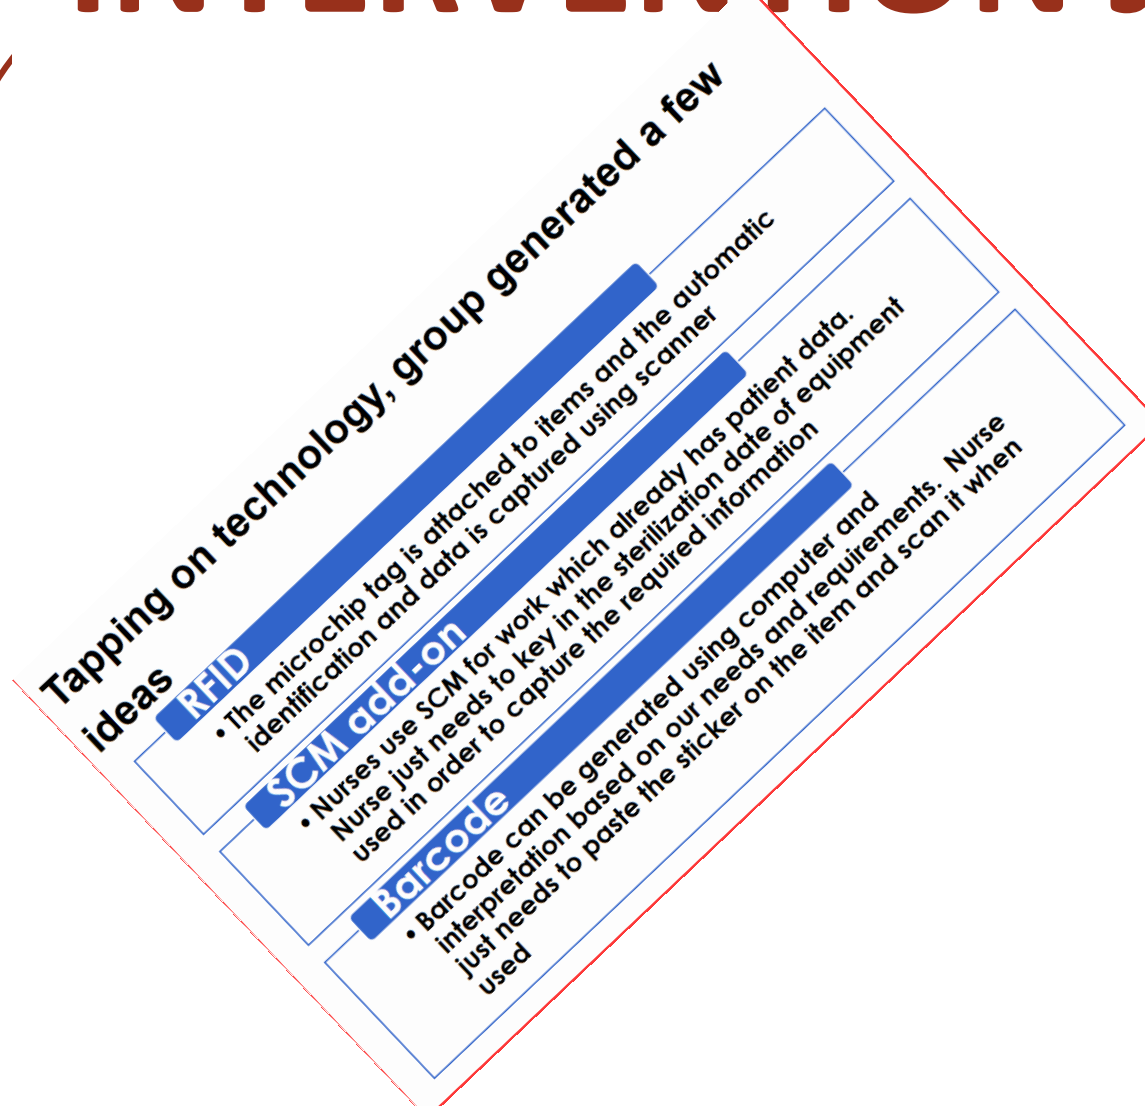 INTERVENTION
Tapping on technology, group generated a few
ideas
RFID
• The microchip tag is attached to items and the automatic
identification and data is captured using scanner
SCM add-on
• Nurses use SCM for work which already has patient data.
Nurse just needs to key in the sterilization date of equipment
used in order to capture the required information
Barcode
• Barcode can be generated using computer and
interpretation based on our needs and requirements. Nurse
just needs to paste the sticker on the item and scan it when
used